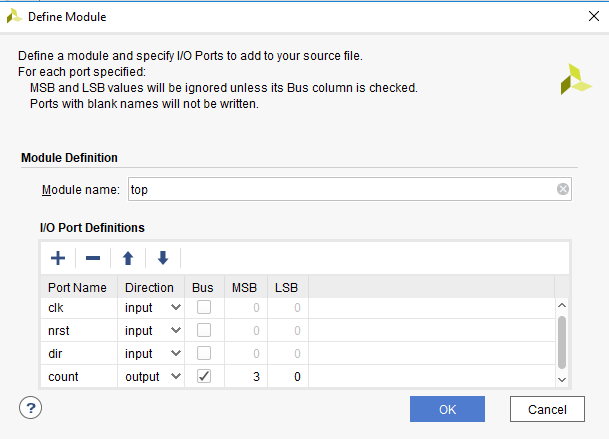 Define Module
Define a module and specify I/O Ports to add to your source file.
For each port specified:
MSB and LSB values will be ignored unless its Bus column is checked.
Ports with blank names will not be written.
Module Definition
Module name: top
I/O Port Definitions
Port Name Direction Bus MSB LSB
clk input 0 0
nrst input 0 0
dir input 0 0
count output 3 0
? OK Cancel